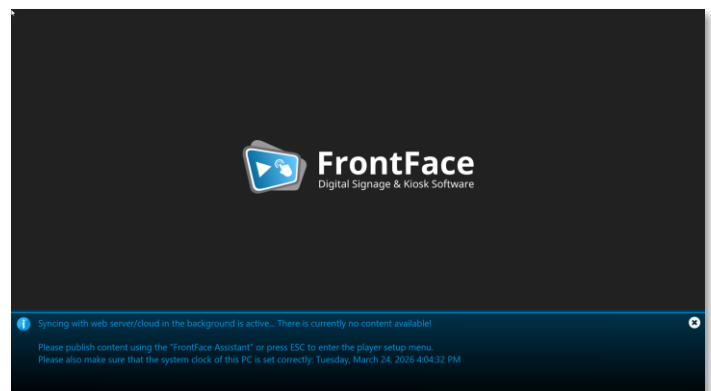 FrontFace
Digital Signage & Kiosk Software
Syncing with web server/cloud in the background is active... There is currently no content available!
Please publish content using the "FrontFace Assistant" or press ESC to enter the player setup menu.
Please also make sure that the system clock of this PC is set correctly: Tuesday, March 24, 2026 4:04:32 PM